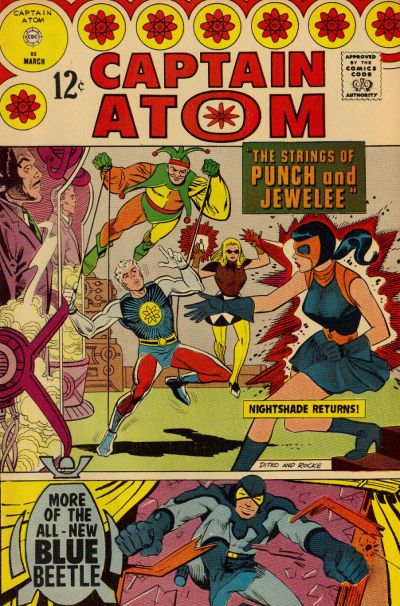 CAPTAIN
ATOM
CDC
85
MARCH
12¢
CAPTAIN
ATOM
APPROVED
BY THE
COMICS
CODE
AUTHORITY
"THE STRINGS OF
PUNCH and
JEWELEE"
NIGHTSHADE RETURNS!
DITKO AND ROCKE
MORE
OF THE
ALL-NEW
BLUE
BEETLE